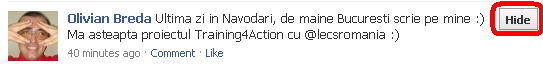 Olivian Breda Ultima zi in Navodari, de maine Bucuresti scrie pe mine :) Hide
Ma asteapta proiectul Training4Action cu @lecsromania :)
40 minutes ago · Comment · Like